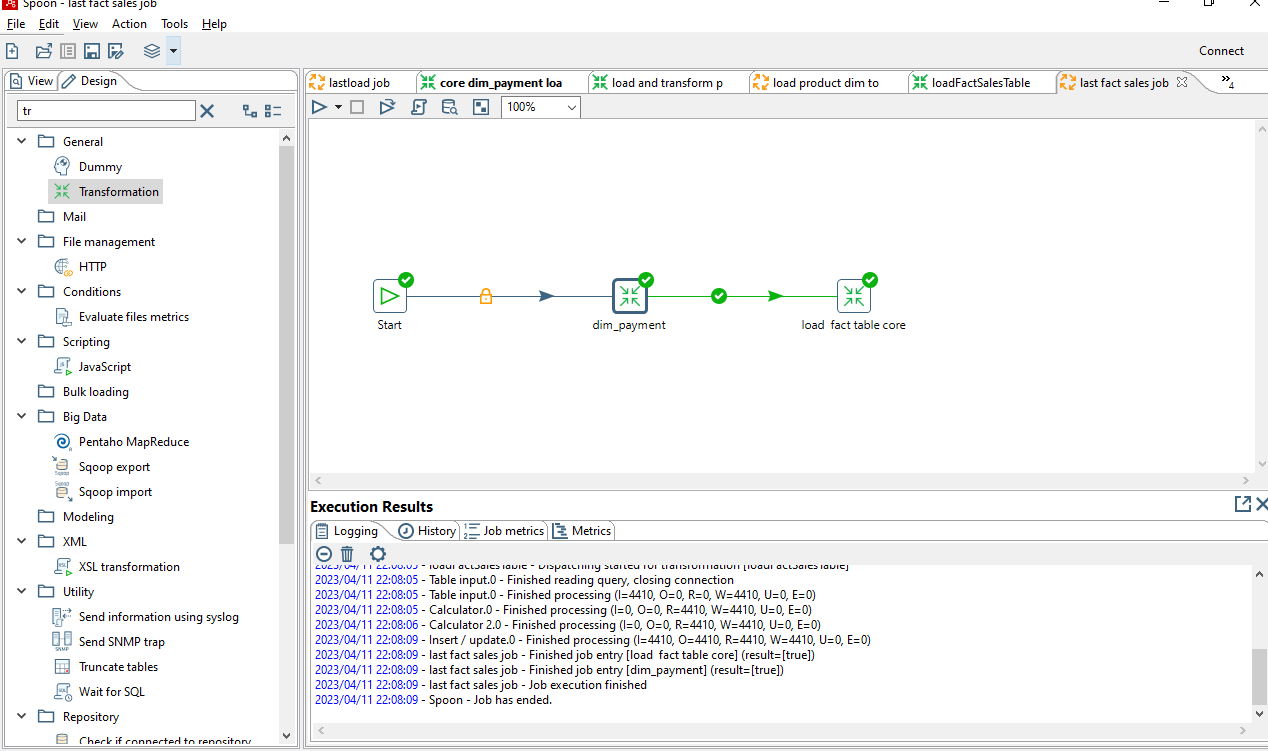 Spoon - last fact sales job
File Edit View Action Tools Help
Connect
View Design
tr
General
Dummy
Transformation
Mail
File management
HTTP
Conditions
Evaluate files metrics
Scripting
JavaScript
Bulk loading
Big Data
Pentaho MapReduce
Sqoop export
Sqoop import
Modeling
XML
XSL transformation
Utility
Send information using syslog
Send SNMP trap
Truncate tables
Wait for SQL
Repository
Check if connected to repository
lastload job core dim_payment loa load and transform p load product dim to loadFactSalesTable last fact sales job 4
100%
Start dim_payment load fact table core
Execution Results
Logging History Job metrics Metrics
2023/04/11 22:08:05 - loadFactSalesTable - Dispatching started for transformation [loadFactSalesTable]
2023/04/11 22:08:05 - Table input.0 - Finished reading query, closing connection
2023/04/11 22:08:05 - Table input.0 - Finished processing (I=4410, O=0, R=0, W=4410, U=0, E=0)
2023/04/11 22:08:05 - Calculator.0 - Finished processing (I=0, O=0, R=4410, W=4410, U=0, E=0)
2023/04/11 22:08:06 - Calculator 2.0 - Finished processing (I=0, O=0, R=4410, W=4410, U=0, E=0)
2023/04/11 22:08:09 - Insert / update.0 - Finished processing (I=4410, O=4410, R=4410, W=4410, U=0, E=0)
2023/04/11 22:08:09 - last fact sales job - Finished job entry [load fact table core] (result=[true])
2023/04/11 22:08:09 - last fact sales job - Finished job entry [dim_payment] (result=[true])
2023/04/11 22:08:09 - last fact sales job - Job execution finished
2023/04/11 22:08:09 - Spoon - Job has ended.